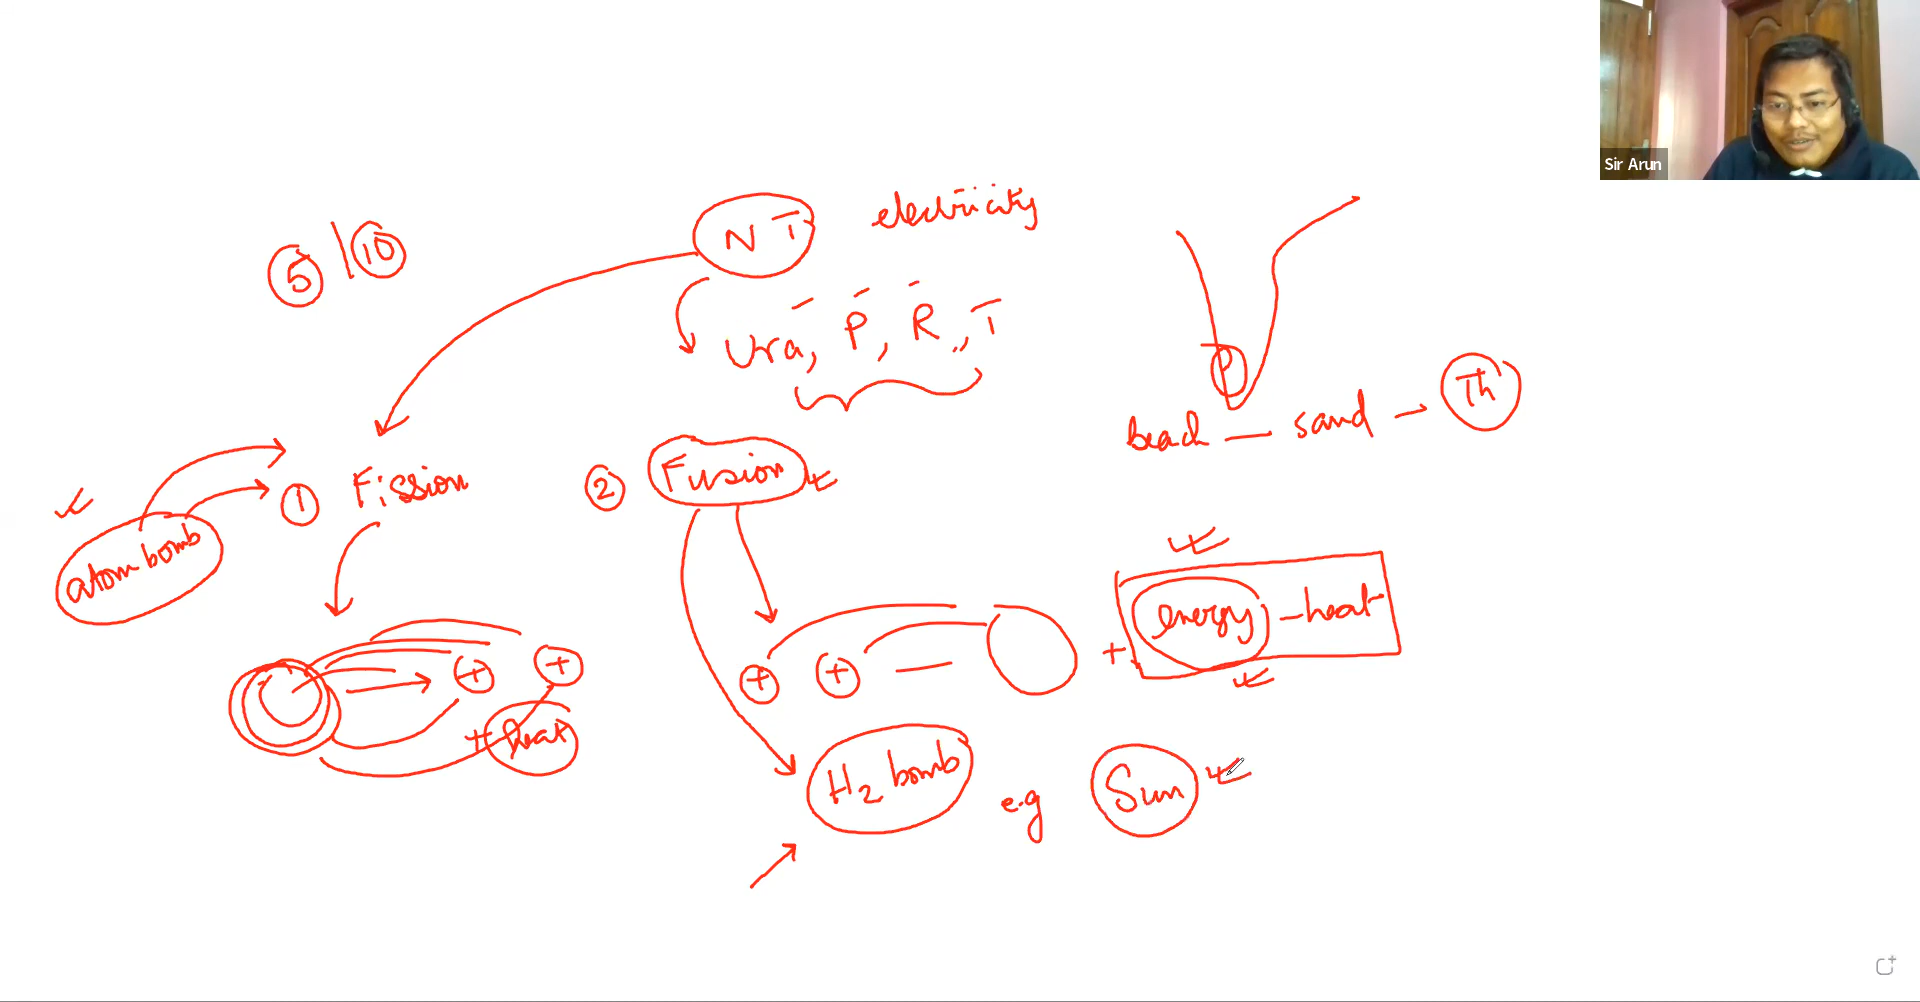 Sir Arun
5 / 10
NT electricity
Ura, P, R, T
beach — sand — Th
P
① Fission
② Fusion
atom bomb
+ energy - heat
+ +
+ +
+ heat
H2 bomb
e.g Sun